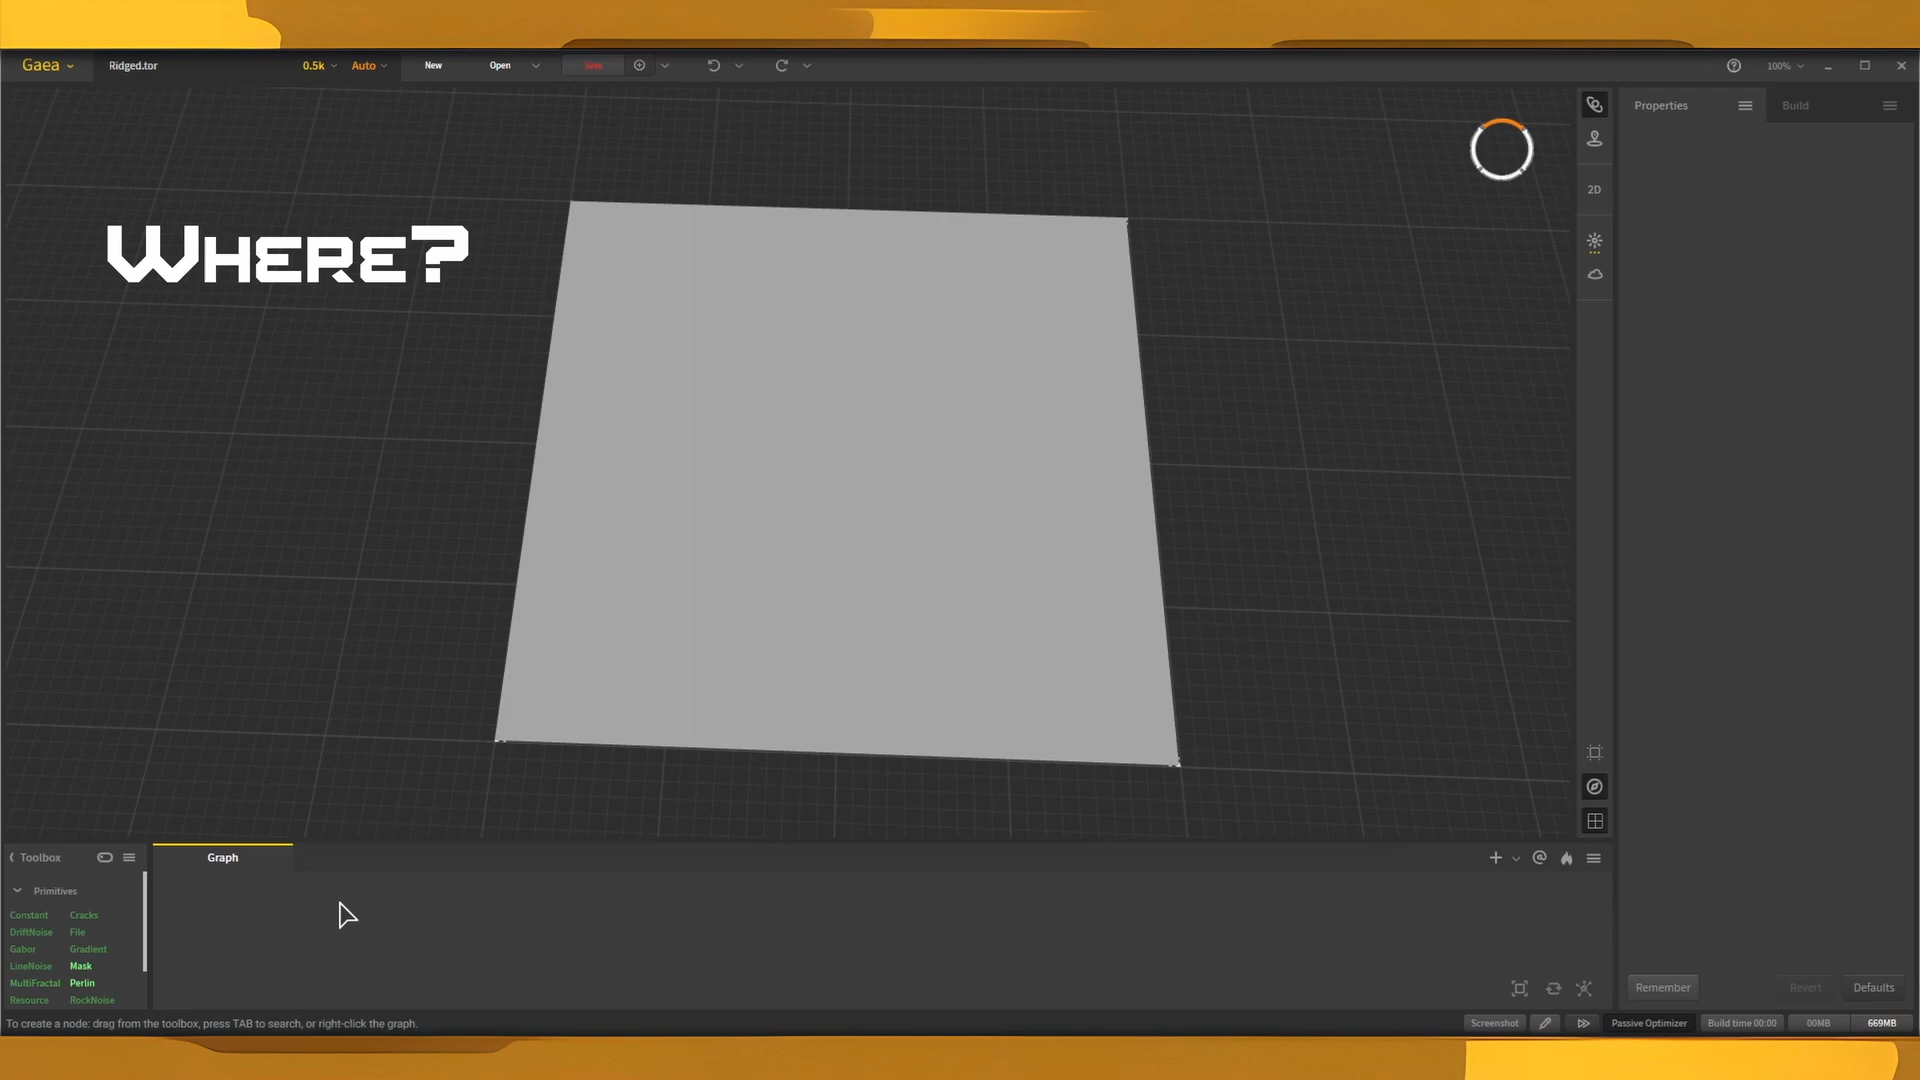 Gaea
Ridged.tor
0.5k
Auto
New
Open
Save
100%
Properties
Build
2D
Where?
Toolbox
Graph
Primitives
Constant Cracks
DriftNoise File
Gabor Gradient
LineNoise Mask
MultiFractal Perlin
Resource RockNoise
Remember
Revert
Defaults
To create a node: drag from the toolbox, press TAB to search, or right-click the graph.
Screenshot
Passive Optimizer
Build time 00:00
00MB
669MB